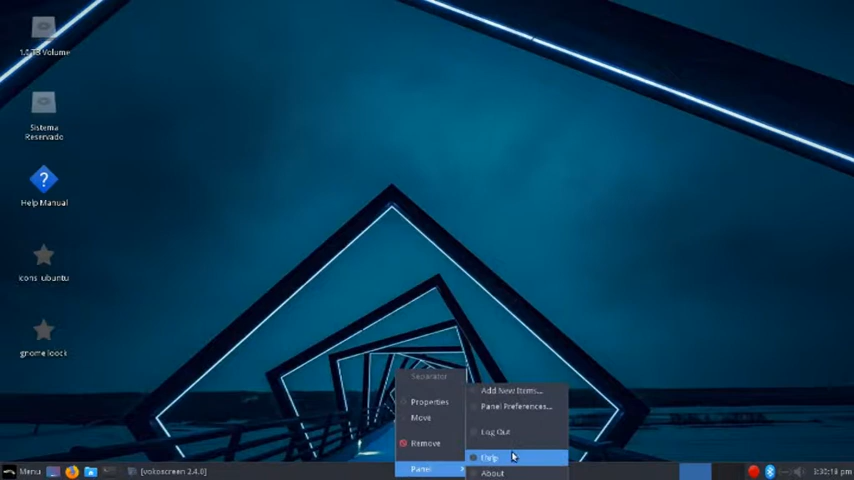 1.0 TB Volume
Sistema
Reservado
Help Manual
icons ubuntu
gnome loock
Separator
Properties
Move
Remove
Panel
Add New Items...
Panel Preferences...
Log Out
Help
About
Menu
[vokoscreen 2.4.0]